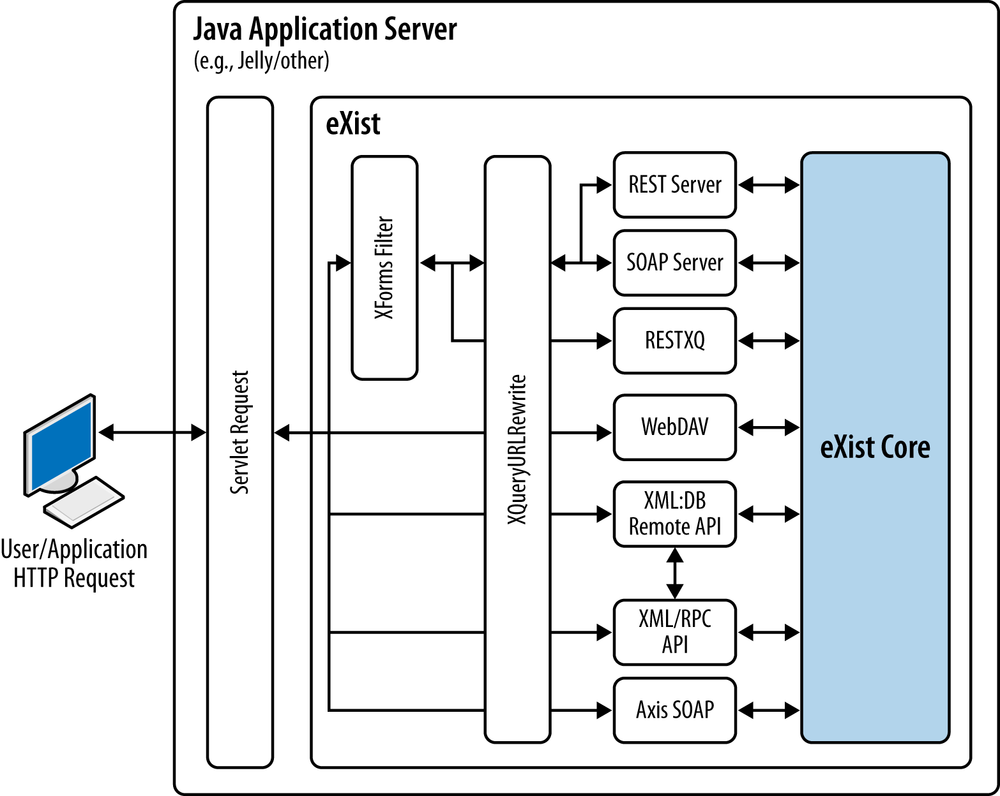 Java Application Server
(e.g., Jelly/other)
eXist
REST Server
XForms Filter
SOAP Server
RESTXQ
Servlet Request
XQueryURLRewrite
WebDAV
eXist Core
XML:DB
Remote API
User/Application
HTTP Request
XML/RPC
API
Axis SOAP